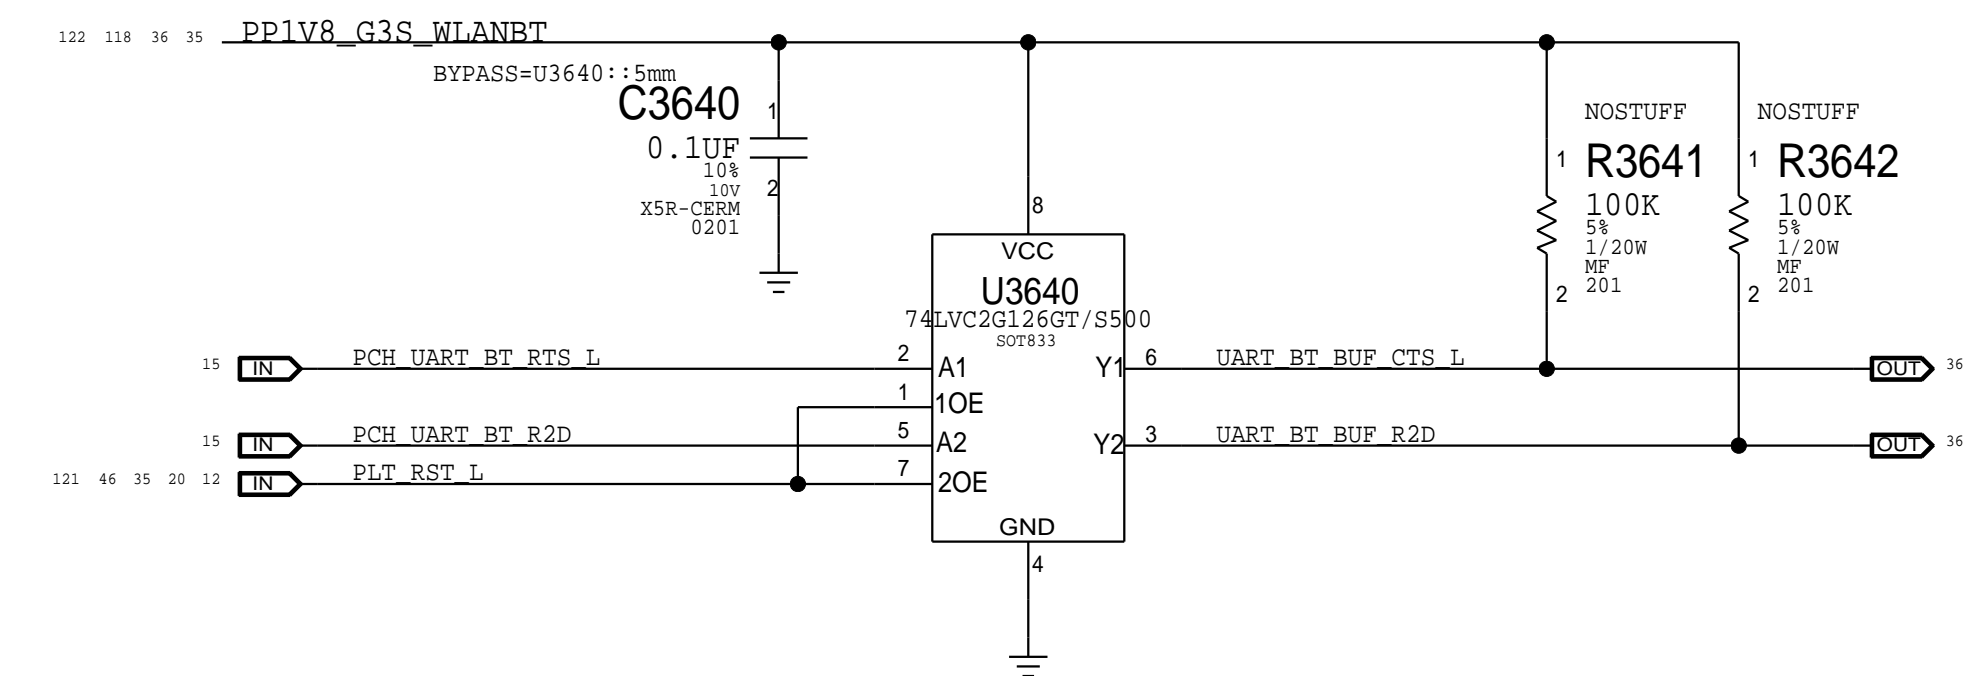 122 118 36 35 PP1V8_G3S_WLANBT
BYPASS=U3640::5mm
C3640
1
0.1UF
10%
10V
2
X5R-CERM
0201
NOSTUFF
1
R3641
100K
5%
1/20W
MF
201
2
NOSTUFF
1
R3642
100K
5%
1/20W
MF
201
2
8
VCC
U3640
74LVC2G126GT/S500
SOT833
15 IN PCH_UART_BT_RTS_L 2 A1 Y1 6 UART_BT_BUF_CTS_L OUT 36
1 1OE
15 IN PCH_UART_BT_R2D 5 A2 Y2 3 UART_BT_BUF_R2D OUT 36
121 46 35 20 12 IN PLT_RST_L 7 2OE
GND
4